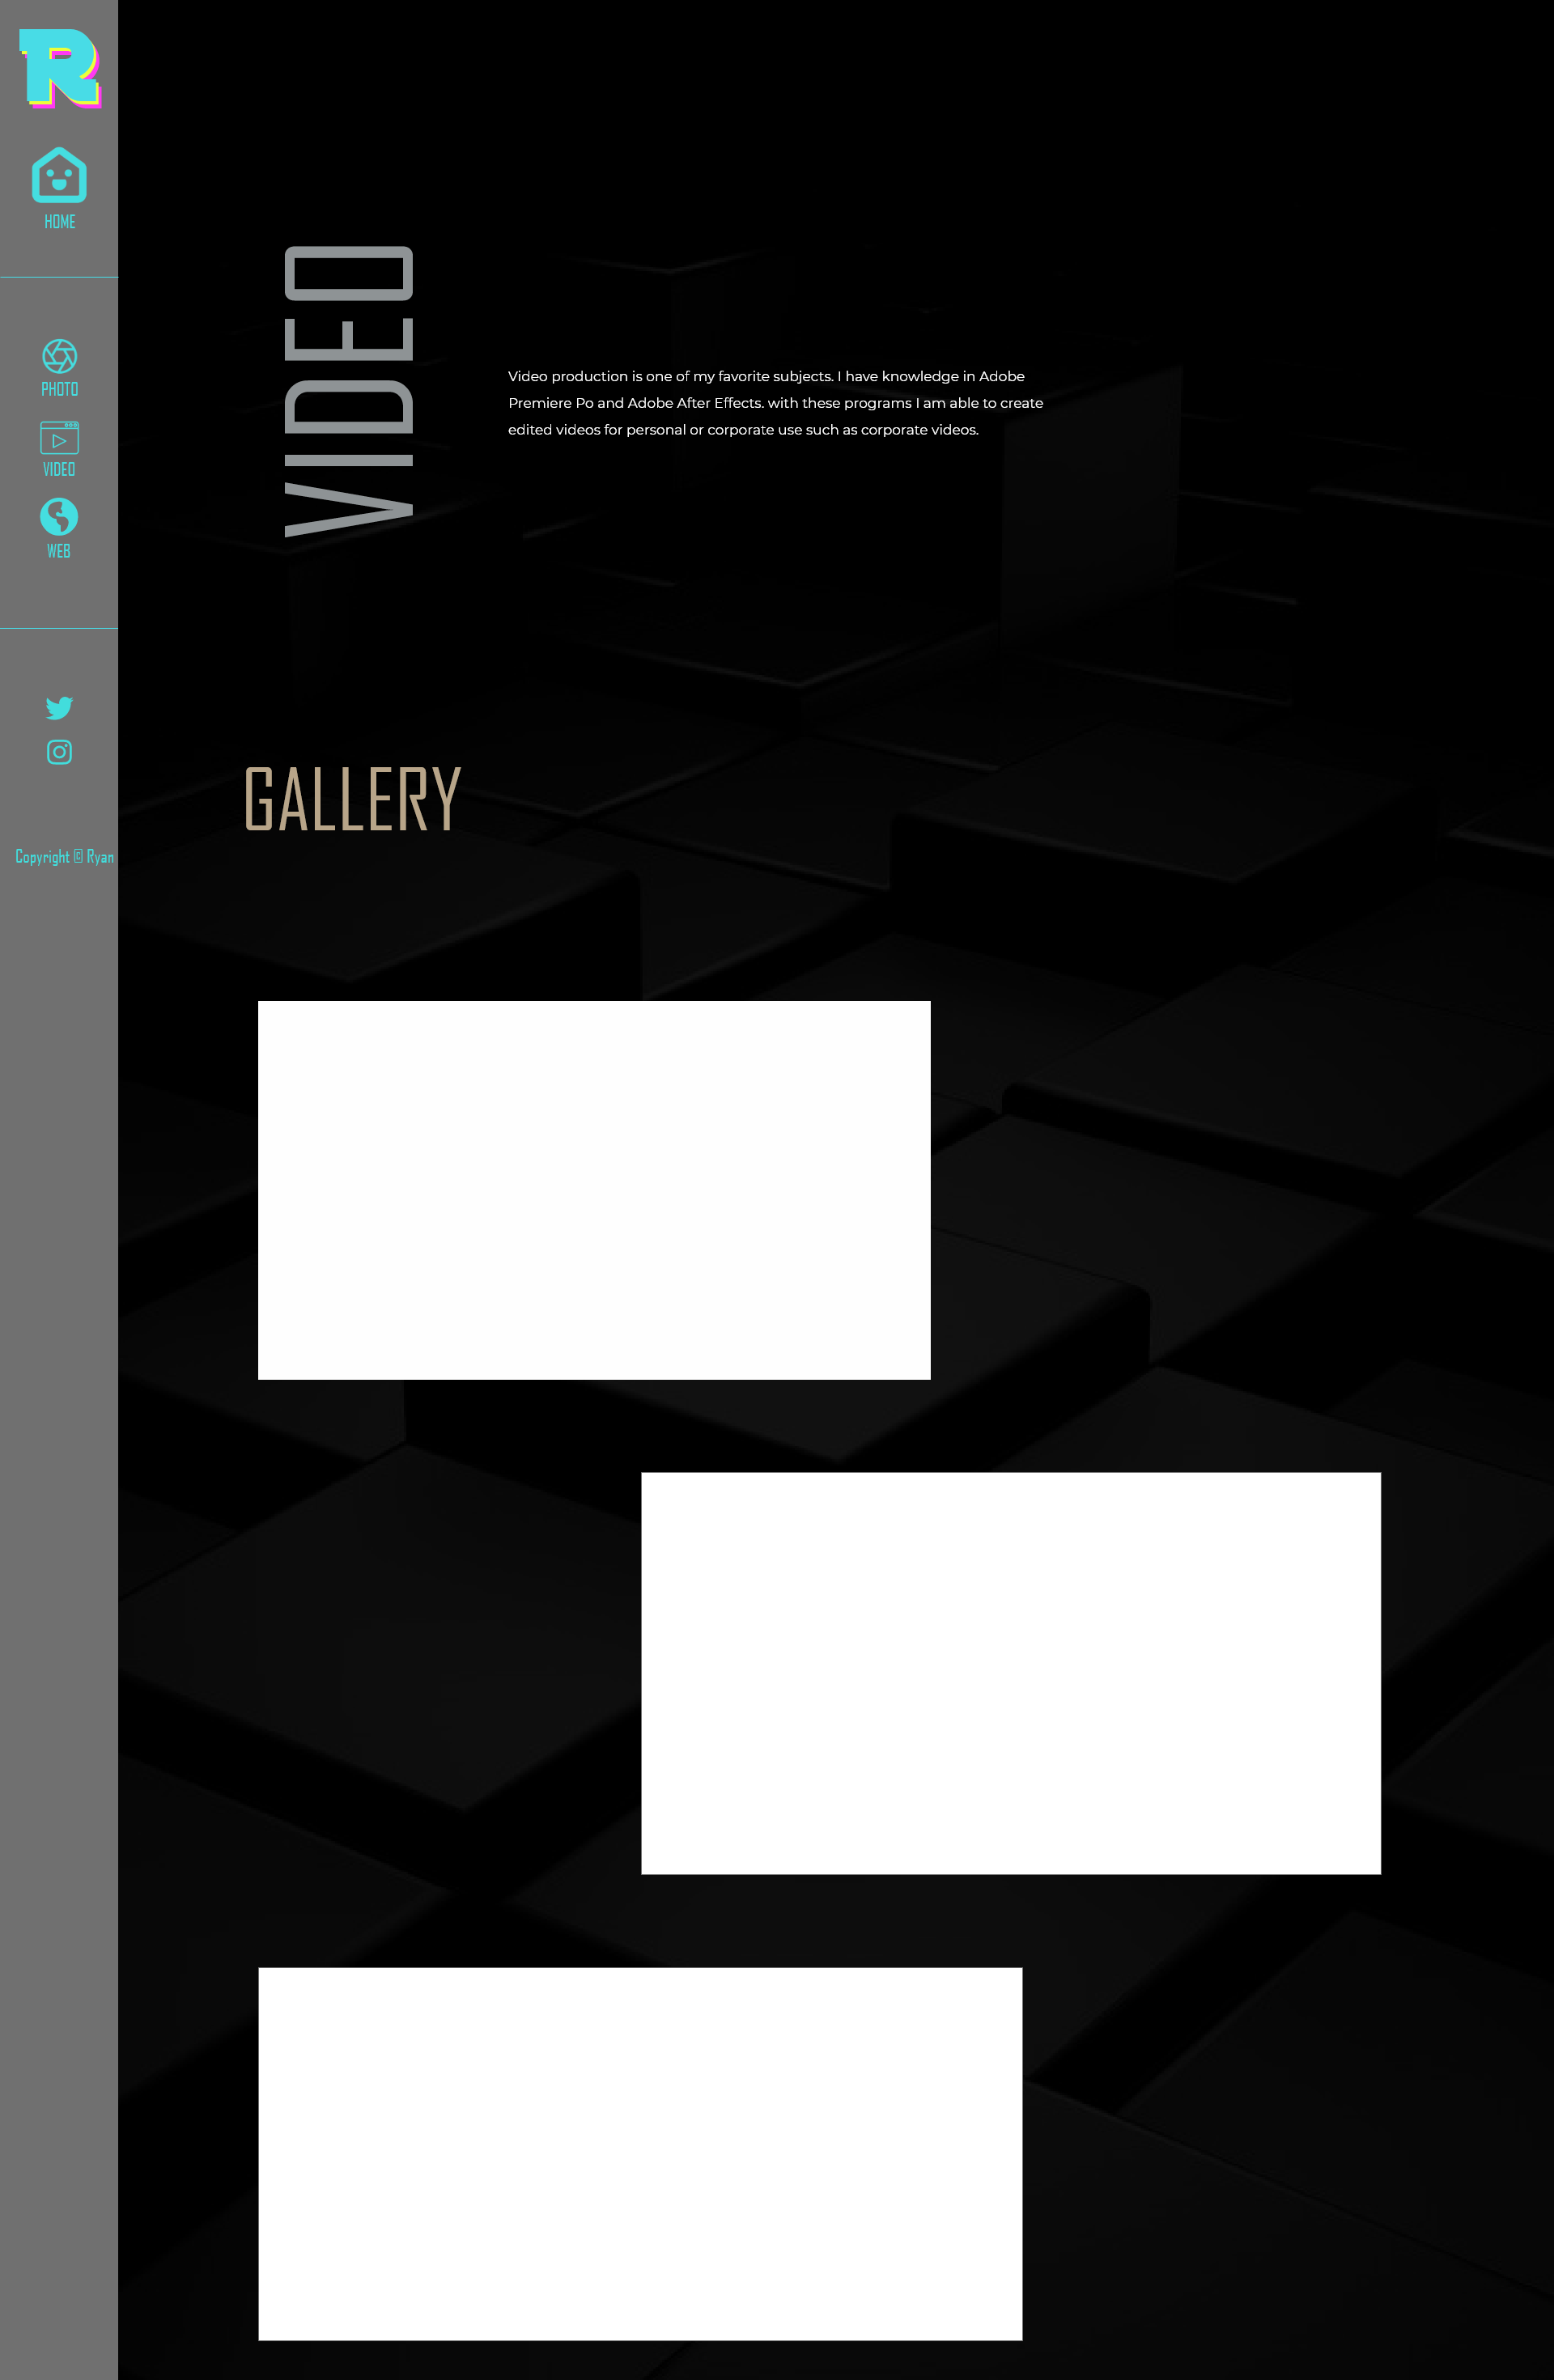 R
HOME
PHOTO
VIDEO
WEB
Copyright © Ryan
VIDEO
Video production is one of my favorite subjects. I have knowledge in Adobe
Premiere Po and Adobe After Effects. with these programs I am able to create
edited videos for personal or corporate use such as corporate videos.
GALLERY